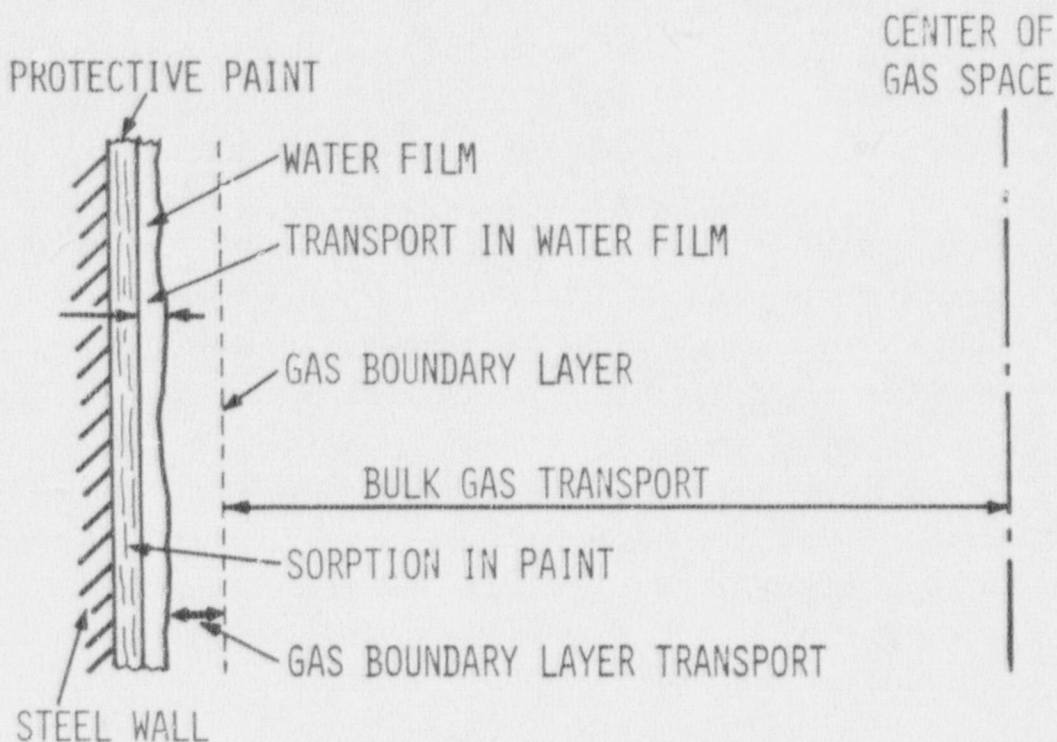 CENTER OF
GAS SPACE
PROTECTIVE PAINT
WATER FILM
TRANSPORT IN WATER FILM
GAS BOUNDARY LAYER
BULK GAS TRANSPORT
SORPTION IN PAINT
GAS BOUNDARY LAYER TRANSPORT
STEEL WALL